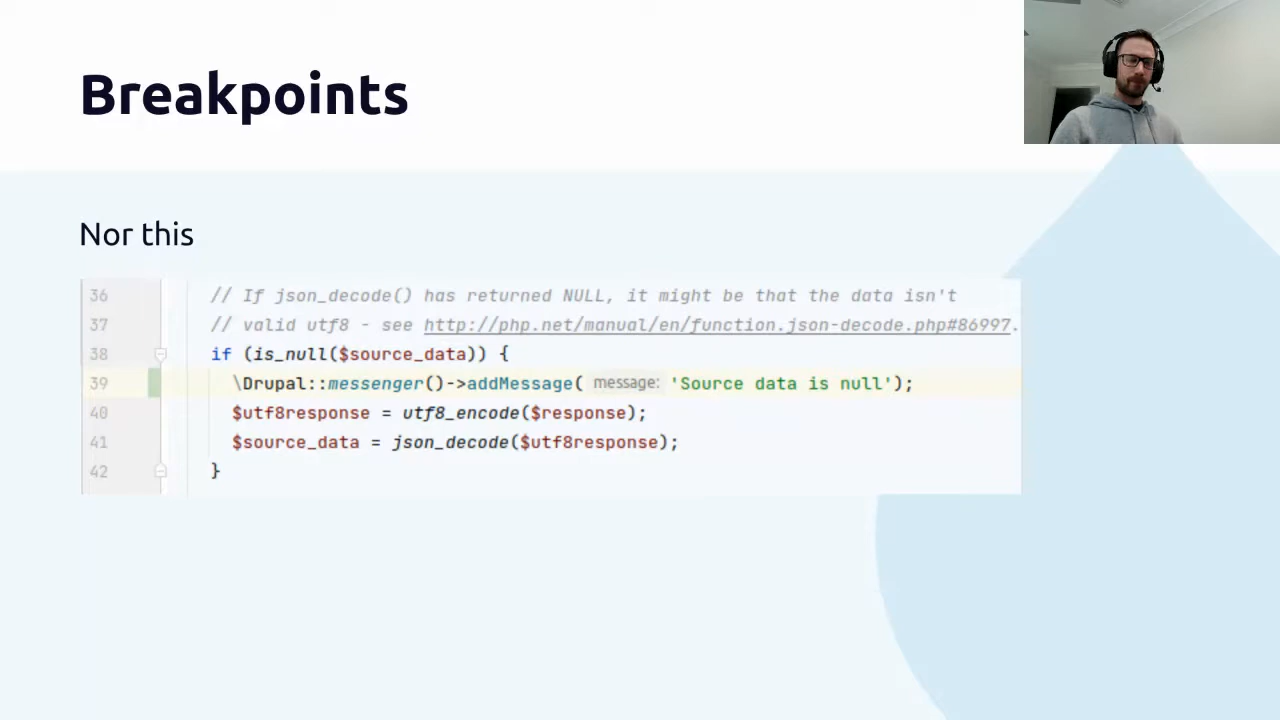 Breakpoints
Nor this
36 // If json_decode() has returned NULL, it might be that the data isn't
37 // valid utf8 - see http://php.net/manual/en/function.json-decode.php#86997.
38 if (is_null($source_data)) {
39 \Drupal::messenger()->addMessage( message: 'Source data is null');
40 $utf8response = utf8_encode($response);
41 $source_data = json_decode($utf8response);
42 }